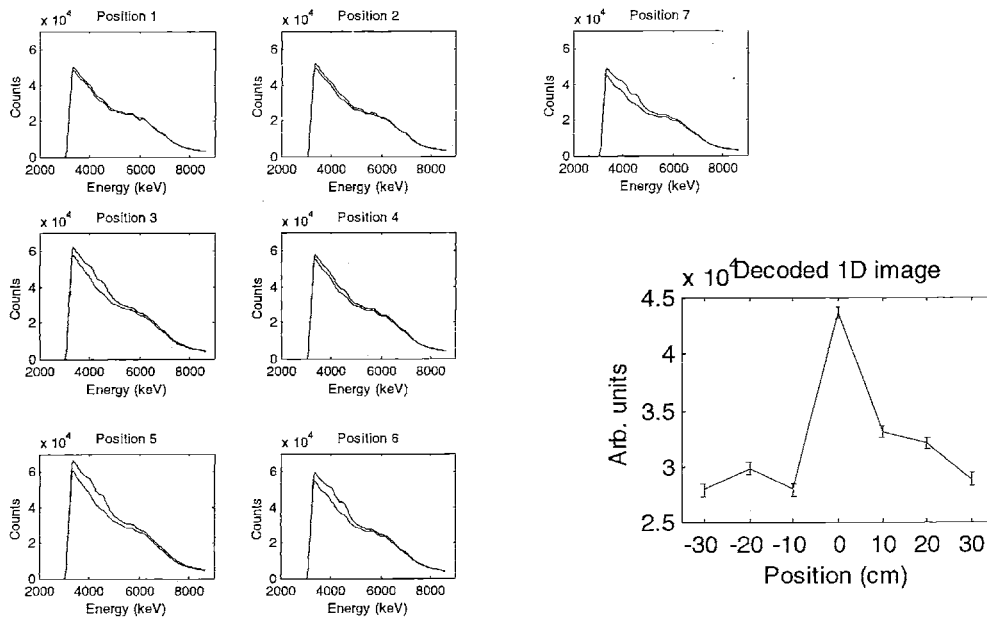 x 10⁴ Position 1
6
4
2
0
Counts
2000 4000 6000 8000
Energy (keV)
x 10⁴ Position 2
6
4
2
0
Counts
2000 4000 6000 8000
Energy (keV)
x 10⁴ Position 7
6
4
2
0
Counts
2000 4000 6000 8000
Energy (keV)
x 10⁴ Position 3
6
4
2
0
Counts
2000 4000 6000 8000
Energy (keV)
x 10⁴ Position 4
6
4
2
0
Counts
2000 4000 6000 8000
Energy (keV)
x 10⁴ Decoded 1D image
4.5
4
3.5
3
2.5
Arb. units
-30 -20 -10 0 10 20 30
Position (cm)
x 10⁴ Position 5
6
4
2
0
Counts
2000 4000 6000 8000
Energy (keV)
x 10⁴ Position 6
6
4
2
0
Counts
2000 4000 6000 8000
Energy (keV)